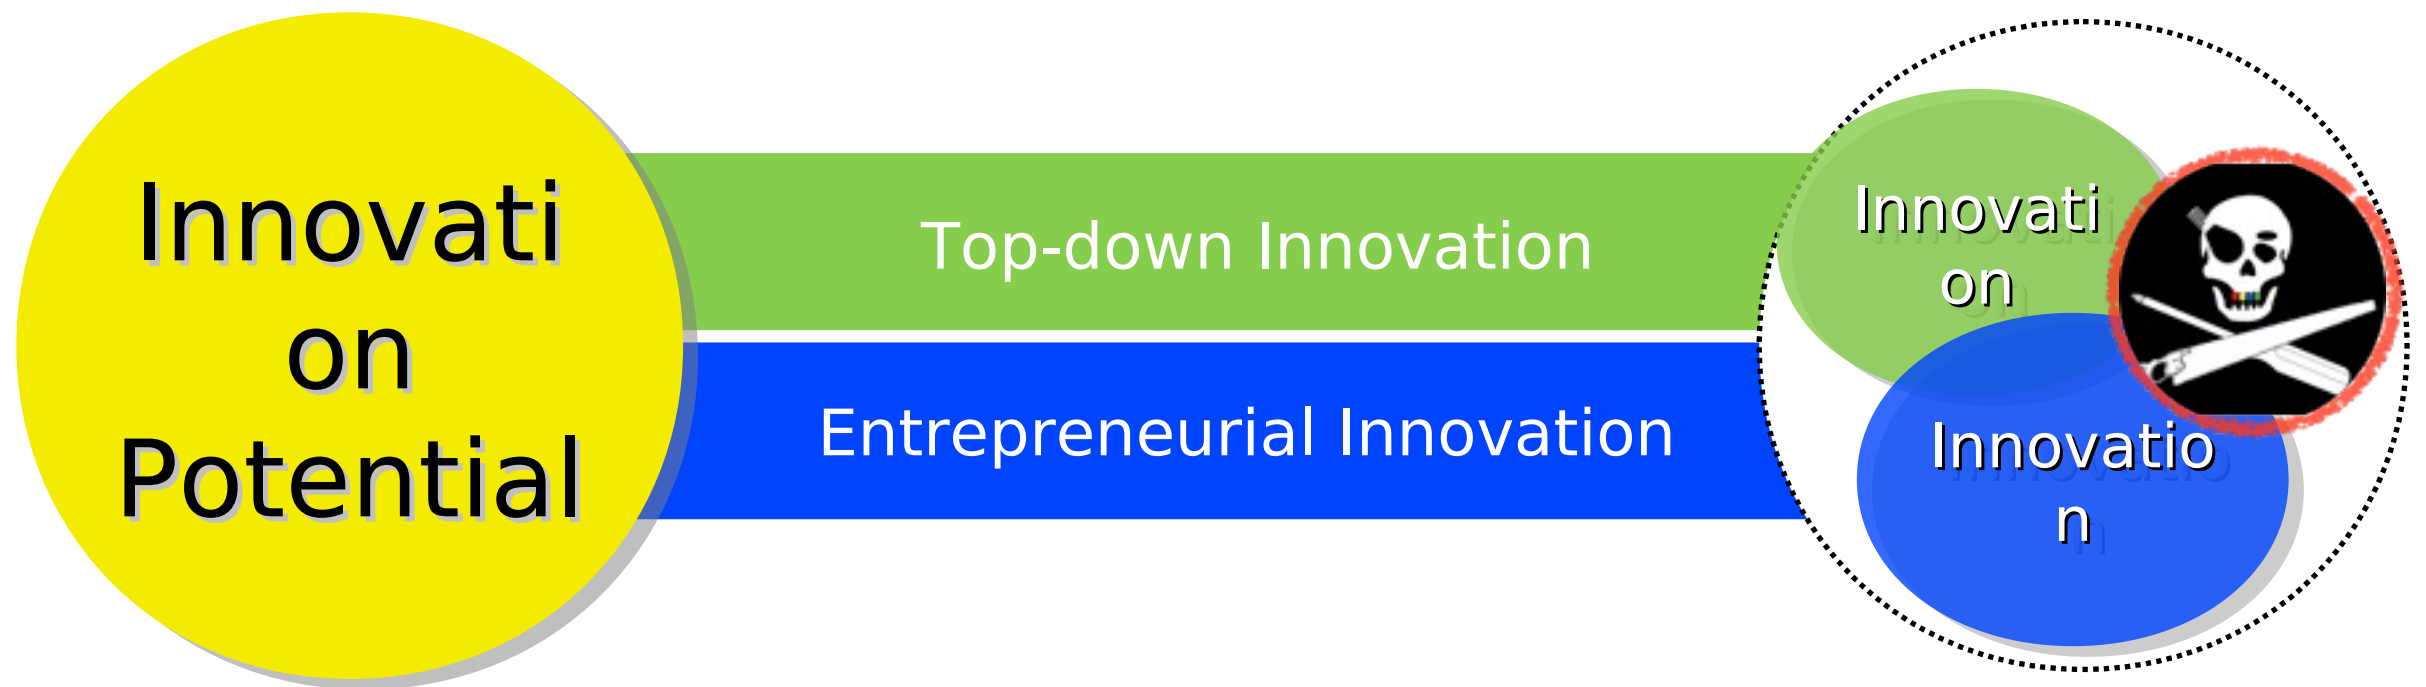 Innovati
on
Potential
Top-down Innovation
Entrepreneurial Innovation
Innovati
on
Innovatio
n